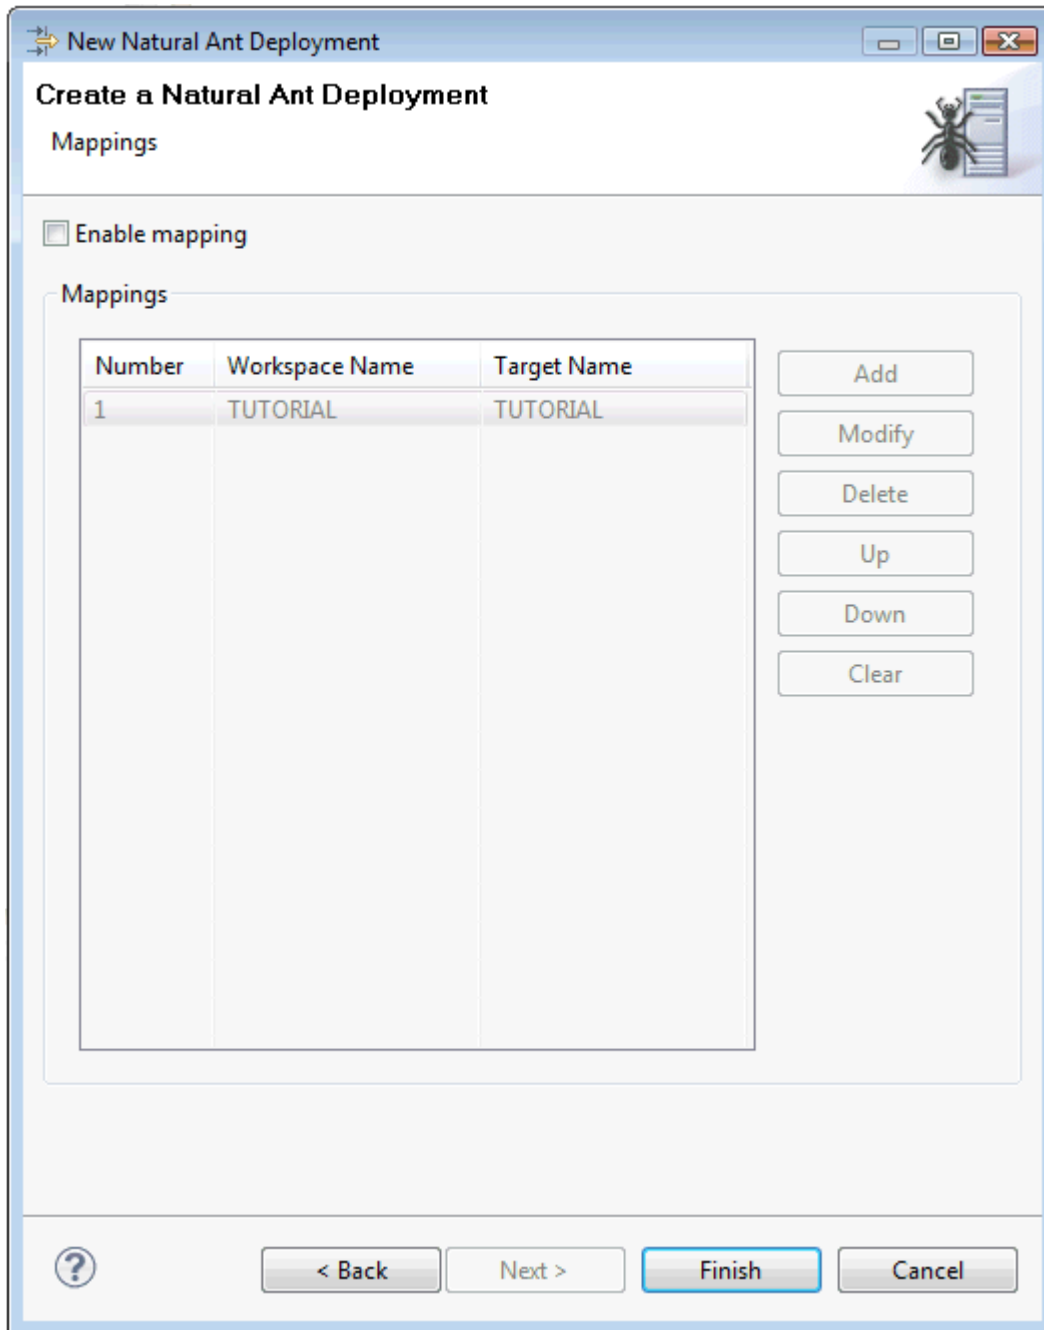 New Natural Ant Deployment
Create a Natural Ant Deployment
Mappings
Enable mapping
Mappings
Number Workspace Name Target Name
1 TUTORIAL TUTORIAL
Add
Modify
Delete
Up
Down
Clear
? < Back Next > Finish Cancel